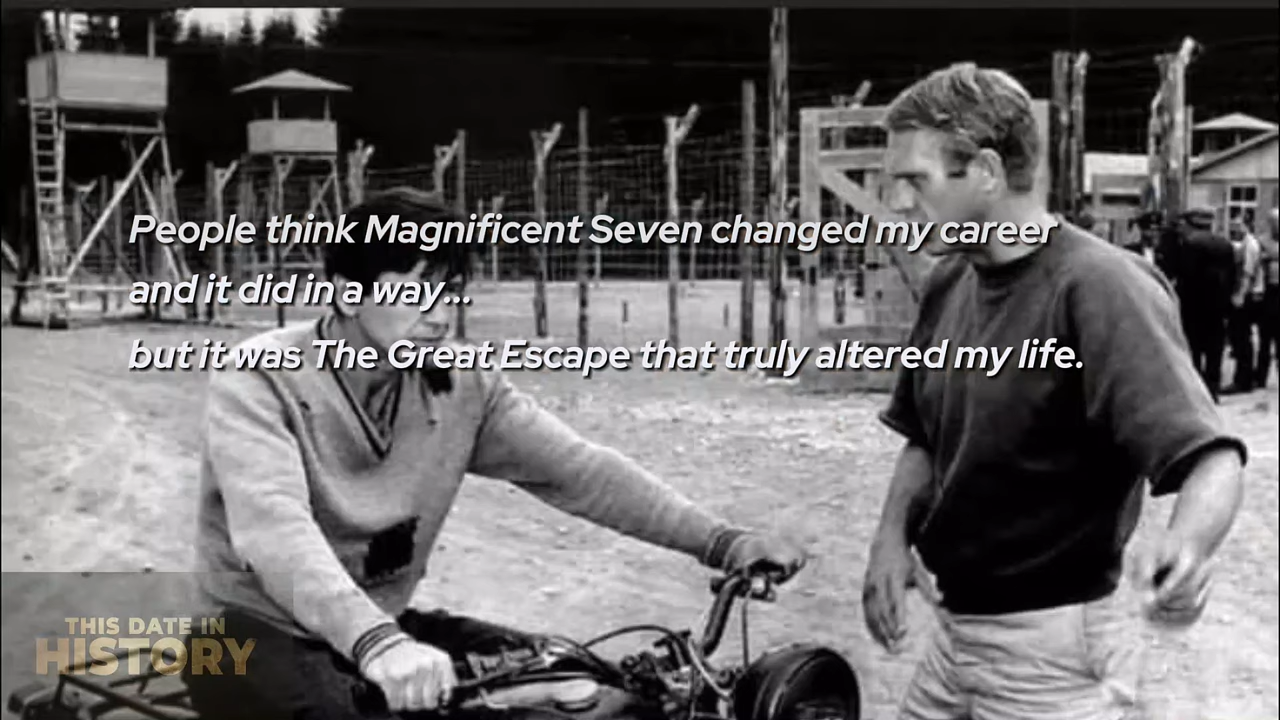 People think Magnificent Seven changed my career
and it did in a way...
but it was The Great Escape that truly altered my life.
THIS DATE IN
HISTORY